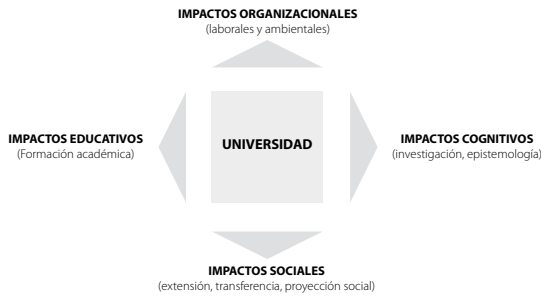 IMPACTOS ORGANIZACIONALES
(laborales y ambientales)
IMPACTOS EDUCATIVOS
(Formación académica)
UNIVERSIDAD
IMPACTOS COGNITIVOS
(investigación, epistemología)
IMPACTOS SOCIALES
(extensión, transferencia, proyección social)